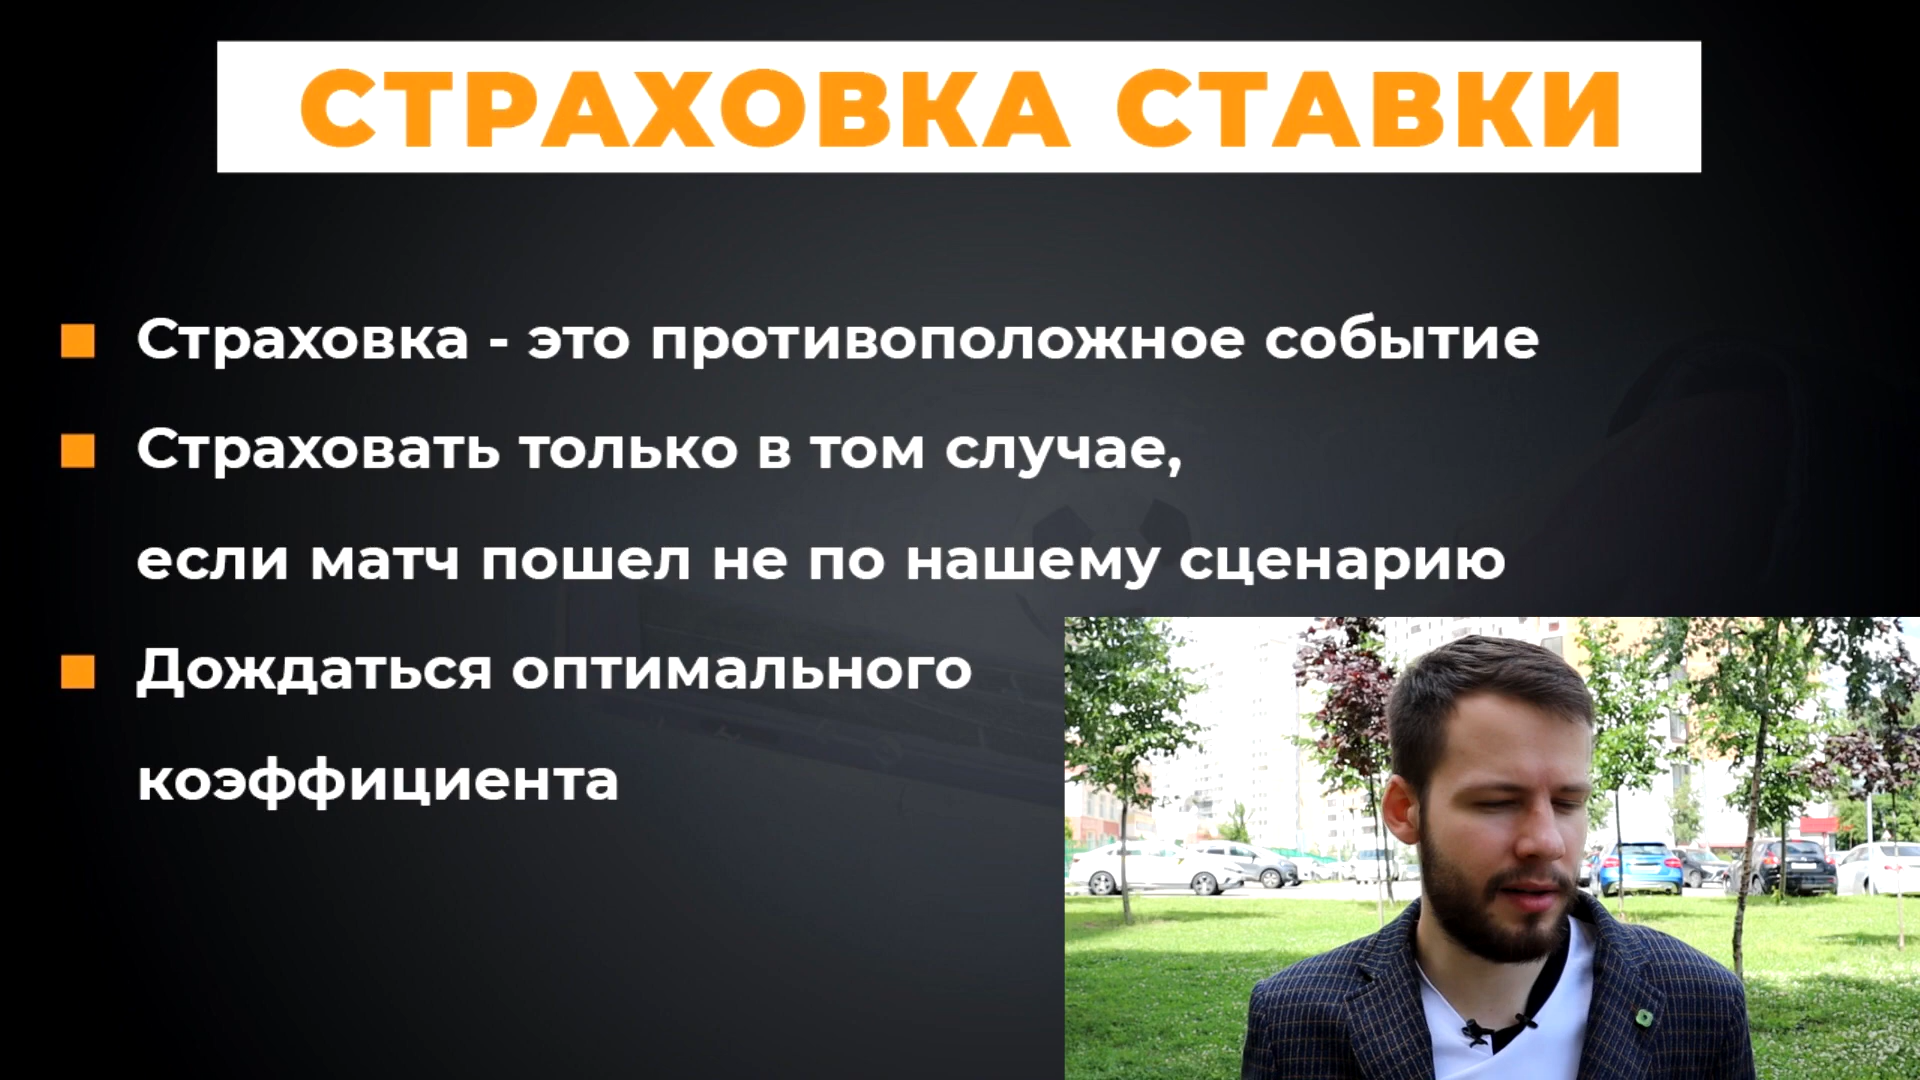 СТРАХОВКА СТАВКИ
Страховка - это противоположное событие
Страховать только в том случае,
если матч пошел не по нашему сценарию
Дождаться оптимального
коэффициента